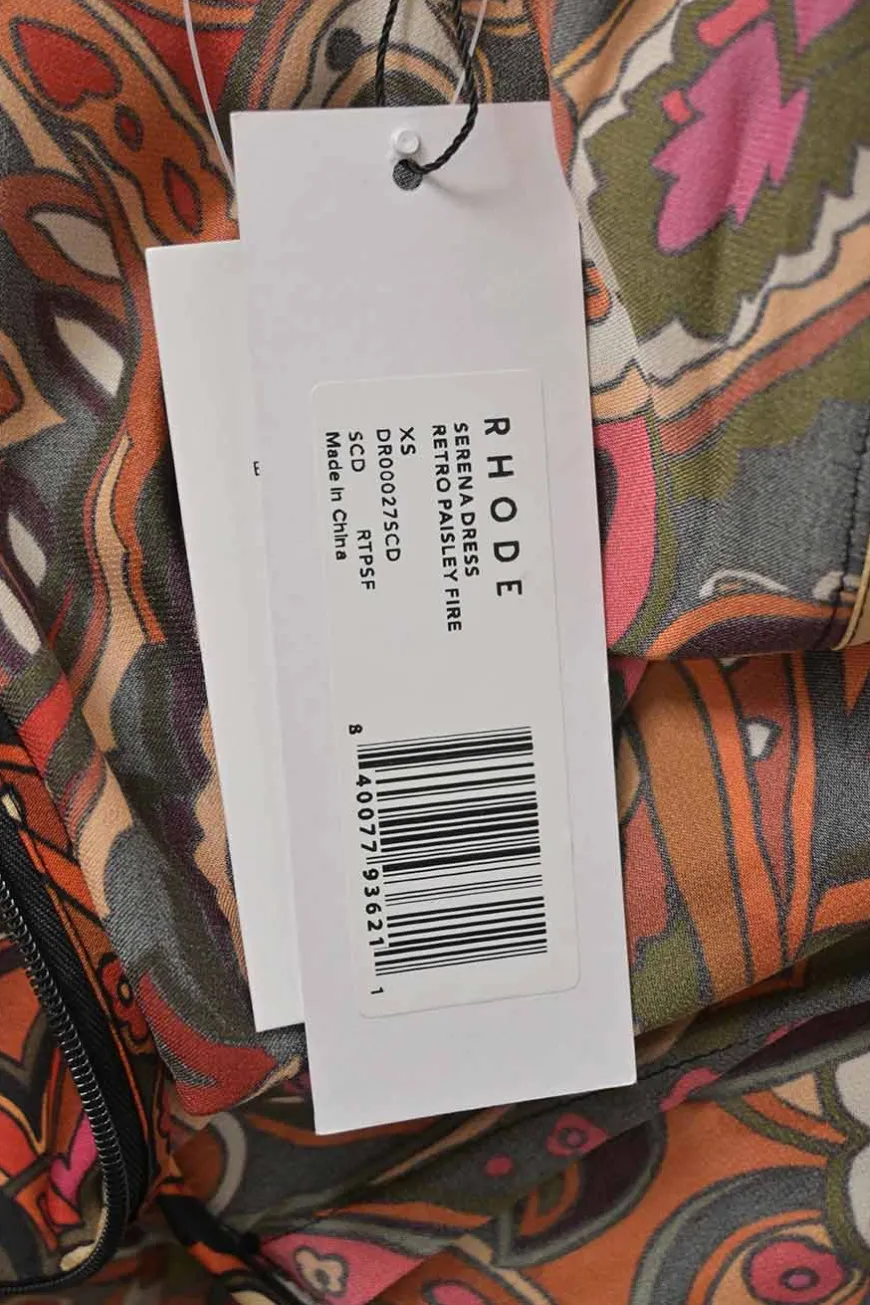 RHODE
SERENA DRESS
RETRO PAISLEY FIRE
XS
DR00027SCD
SCD RTPSF
Made In China
8 40077 93621 1
E